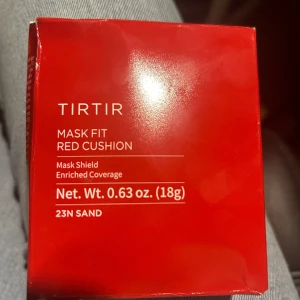 TIRTIR
MASK FIT
RED CUSHION
Mask Shield
Enriched Coverage
Net. Wt. 0.63 oz. (18g)
23N SAND